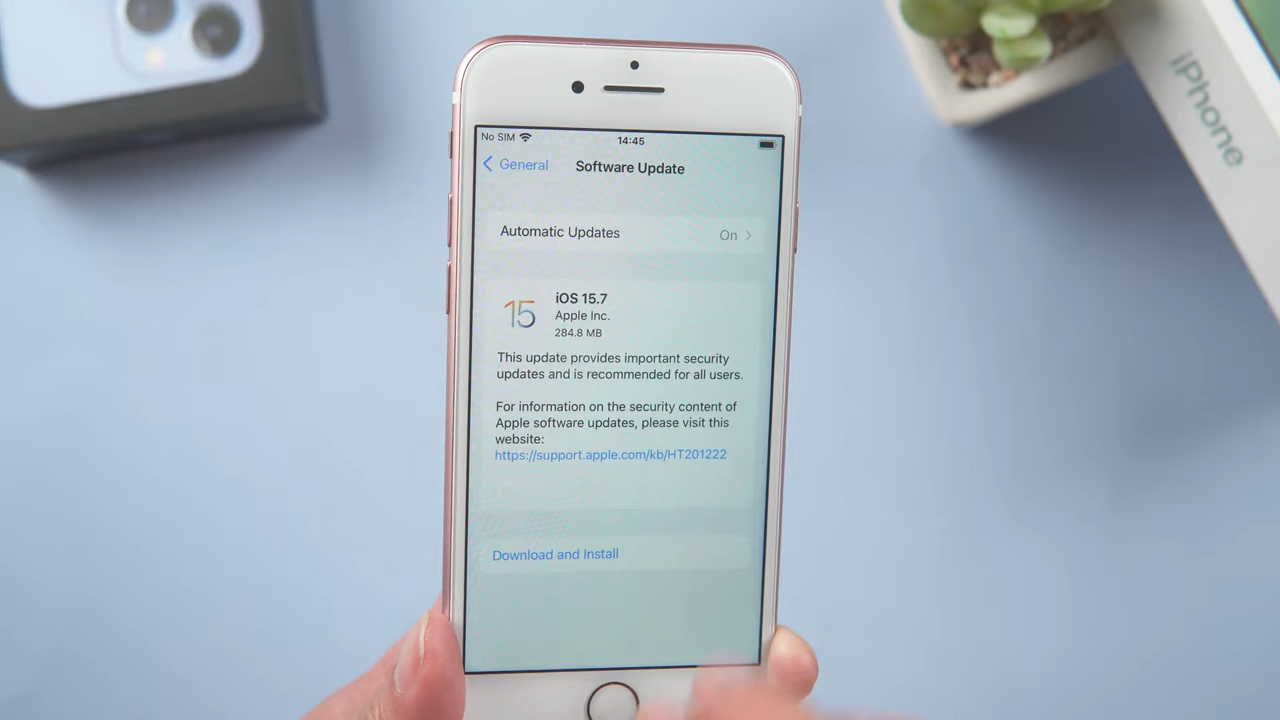 No SIM
14:45
General
Software Update
Automatic Updates
On
15
iOS 15.7
Apple Inc.
284.8 MB
This update provides important security
updates and is recommended for all users.
For information on the security content of
Apple software updates, please visit this
website:
https://support.apple.com/kb/HT201222
Download and Install
iPhone